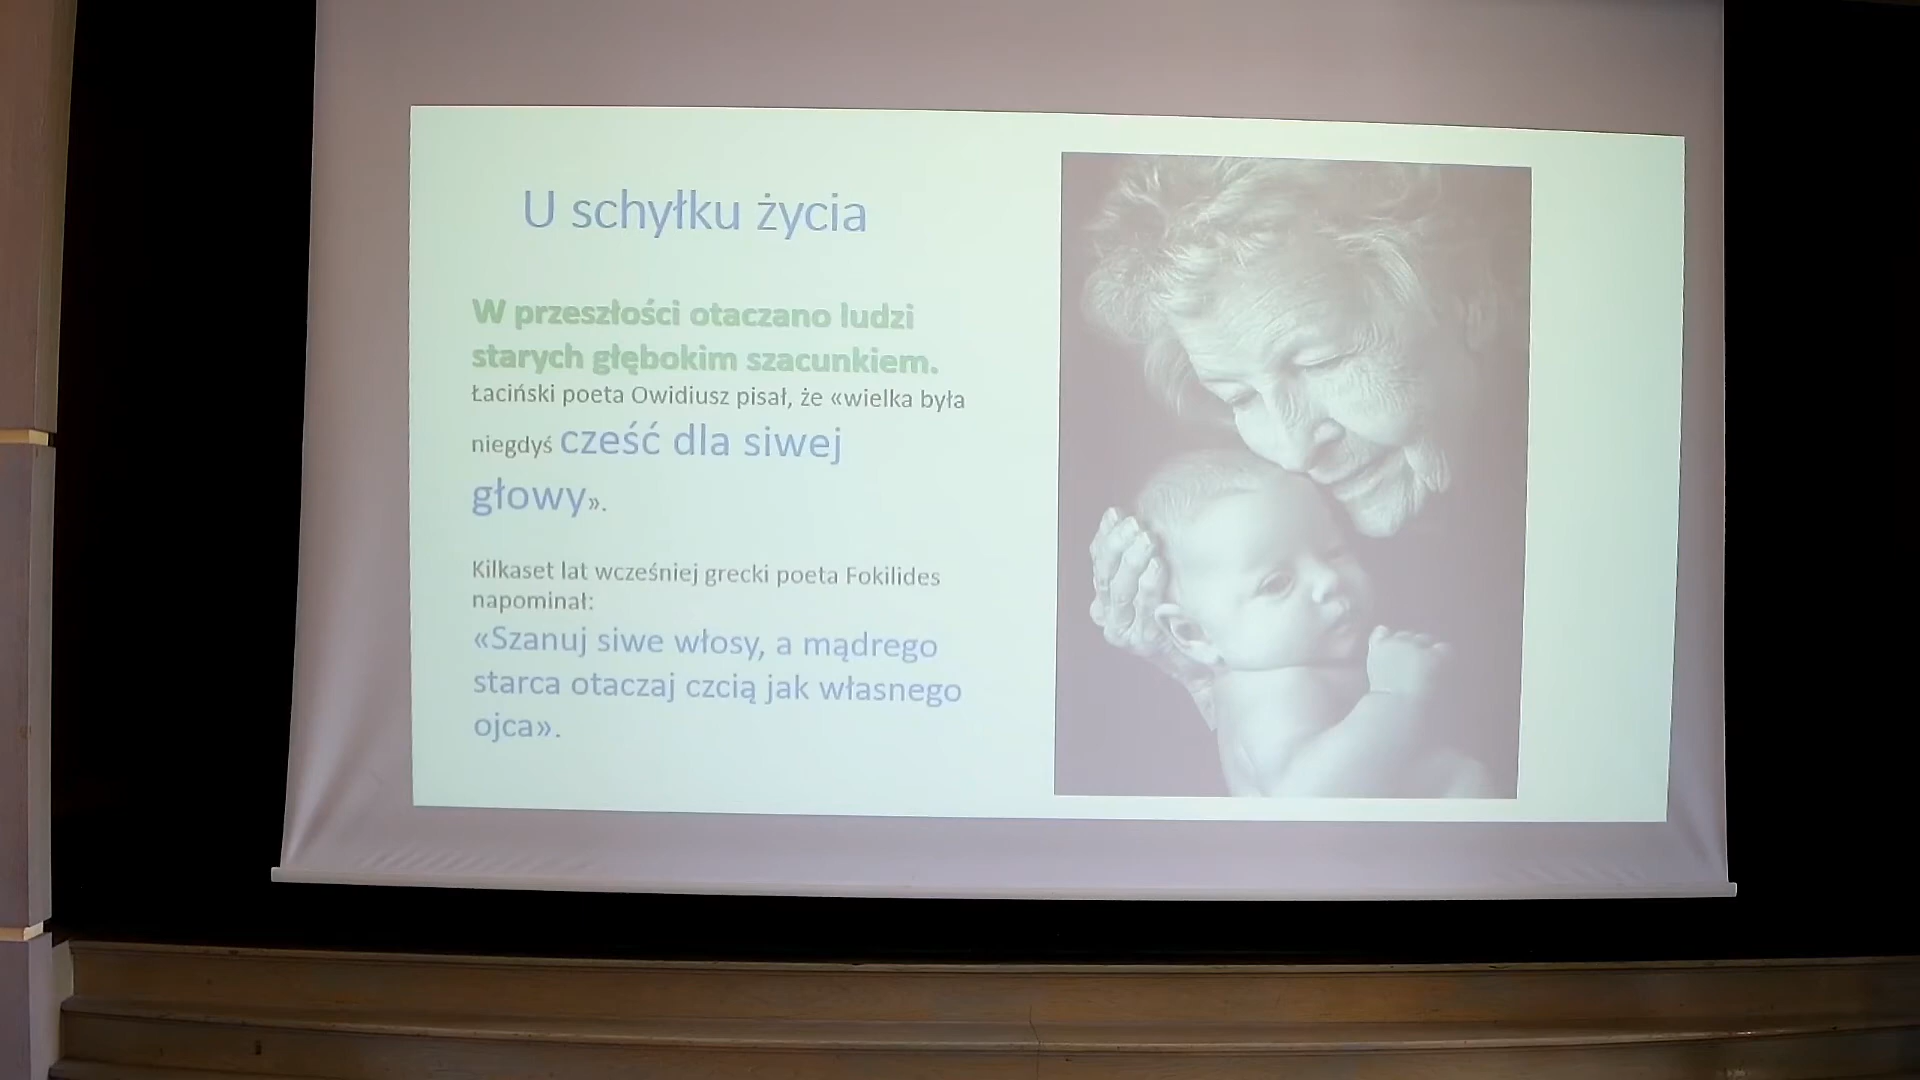 U schyłku życia
W przeszłości otaczano ludzi
starych głębokim szacunkiem.
Łaciński poeta Owidiusz pisał, że «wielka była
niegdyś cześć dla siwej
głowy».
Kilkaset lat wcześniej grecki poeta Fokilides
napominał:
«Szanuj siwe włosy, a mądrego
starca otaczaj czcią jak własnego
ojca».